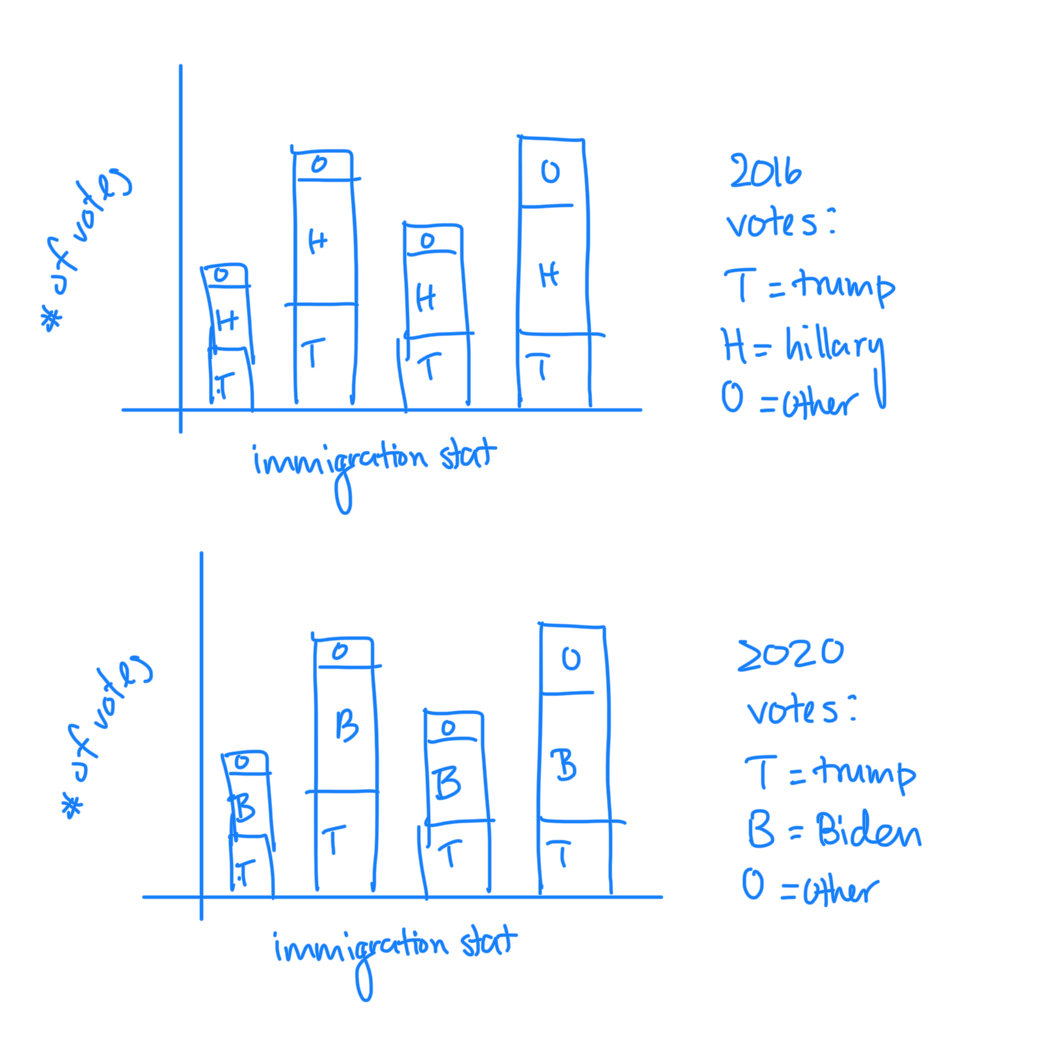 * of votes
O
O
H
T
O
H
T
O
H
T
O
H
T
immigration stat
2016
votes:
T = trump
H = hillary
O = other
* of votes
O
B
T
O
B
T
O
B
T
O
B
T
immigration stat
2020
votes:
T = trump
B = Biden
O = other